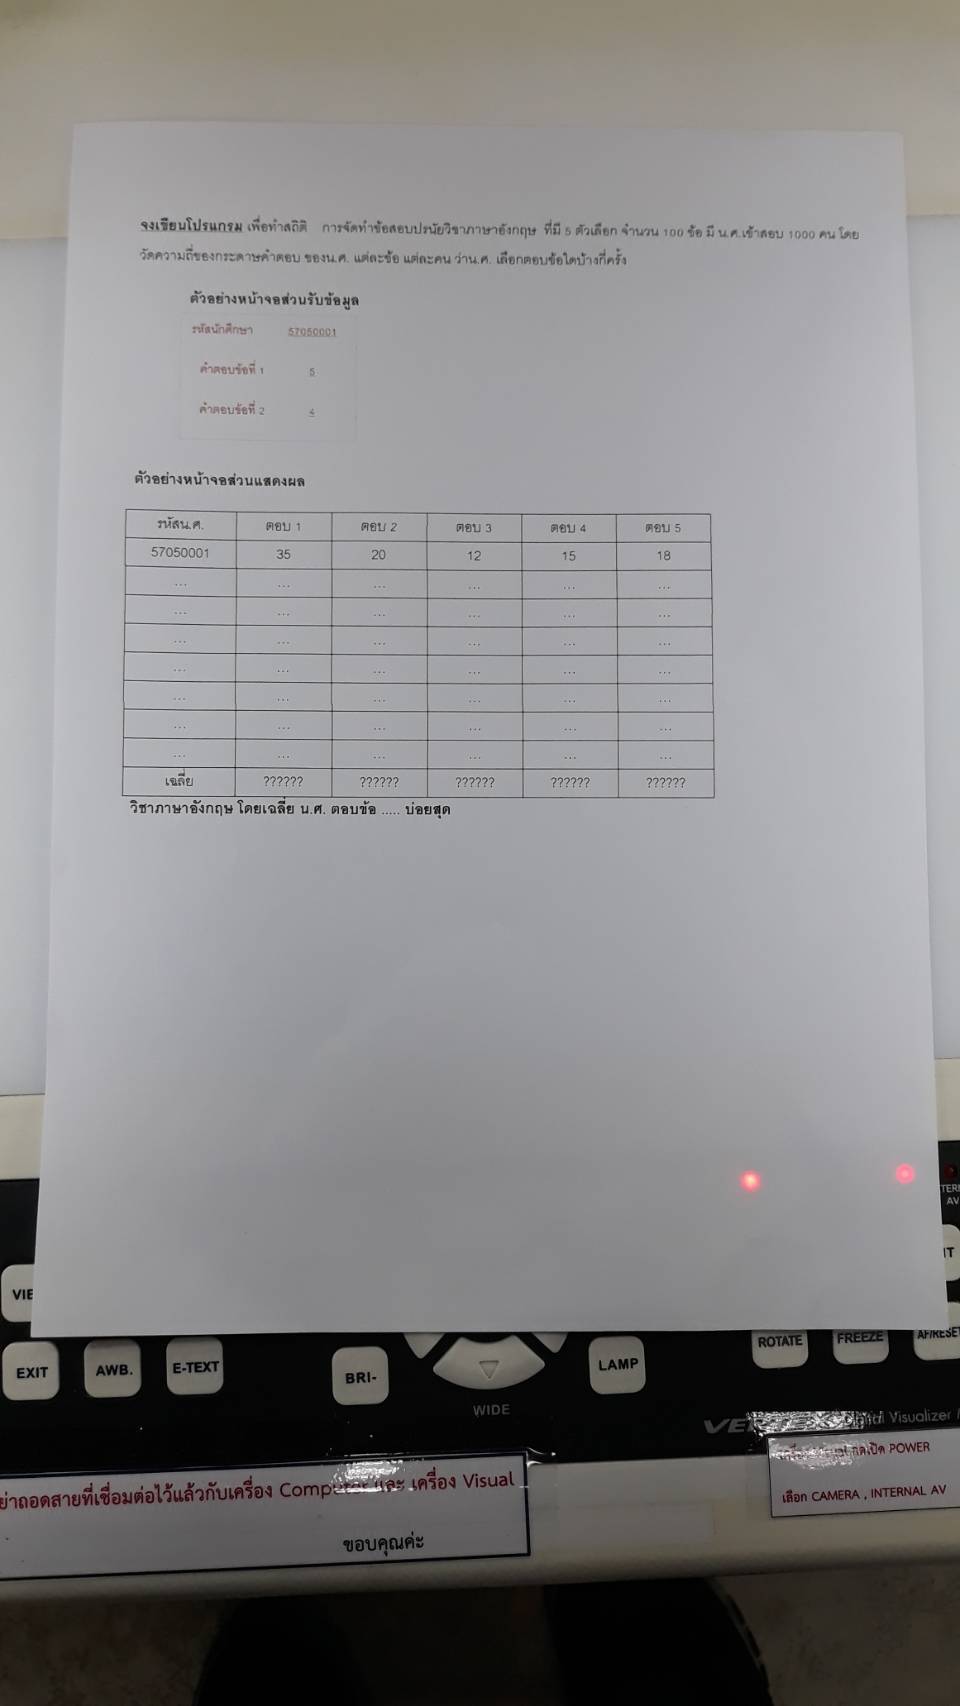 จงเขียนโปรแกรม เพื่อทำสถิติ การจัดทำข้อสอบปรนัยวิชาภาษาอังกฤษ ที่มี 5 ตัวเลือก จำนวน 100 ข้อ มี น.ศ.เข้าสอบ 1000 คน โดย
วัดความถี่ของกระดาษคำตอบ ของน.ศ. แต่ละข้อ แต่ละคน ว่าน.ศ. เลือกตอบข้อใดบ้างกี่ครั้ง
ตัวอย่างหน้าจอส่วนรับข้อมูล
รหัสนักศึกษา 57050001
คำตอบข้อที่ 1 5
คำตอบข้อที่ 2 4
ตัวอย่างหน้าจอส่วนแสดงผล
รหัสน.ศ. ตอบ 1 ตอบ 2 ตอบ 3 ตอบ 4 ตอบ 5
57050001 35 20 12 15 18
... ... ... ... ... ...
... ... ... ... ... ...
... ... ... ... ... ...
... ... ... ... ... ...
... ... ... ... ... ...
... ... ... ... ... ...
... ... ... ... ... ...
เฉลี่ย ?????? ?????? ?????? ?????? ??????
วิชาภาษาอังกฤษ โดยเฉลี่ย น.ศ. ตอบข้อ ..... บ่อยสุด
AV
EXIT AWB. E-TEXT BRI- LAMP ROTATE FREEZE AF/RESET
WIDE
Visualizer
กดเปิด POWER
เลือก CAMERA , INTERNAL AV
ย่าถอดสายที่เชื่อมต่อไว้แล้วกับเครื่อง Computer และ เครื่อง Visual
ขอบคุณค่ะ